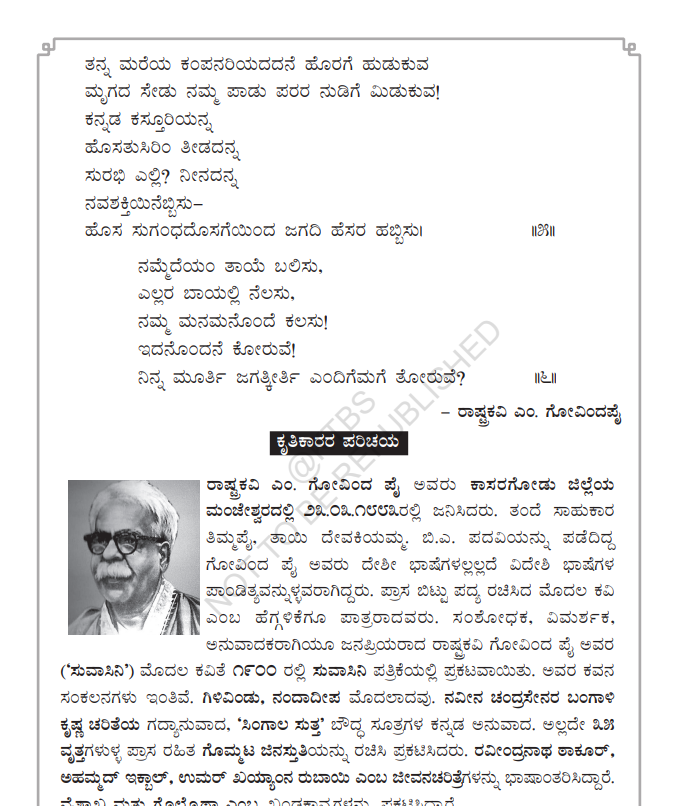 ತನ್ನ ಮರೆಯ ಕಂಪನರಿಯದದನೆ ಹೊರಗೆ ಹುಡುಕುವ
ಮೃಗದ ಸೇಡು ನಮ್ಮ ಪಾಡು ಪರರ ನುಡಿಗೆ ಮಿಡುಕುವ!
ಕನ್ನಡ ಕಸ್ತೂರಿಯನ್ನ
ಹೊಸತುಸಿರಿಂ ತೀಡದನ್ನ
ಸುರಭಿ ಎಲ್ಲಿ? ನೀನದನ್ನ
ನವಶಕ್ತಿಯಿನೆಬ್ಬಿಸು–
ಹೊಸ ಸುಗಂಧದೊಸಗೆಯಿಂದ ಜಗದಿ ಹೆಸರ ಹಬ್ಬಿಸು। ॥೫॥
ನಮ್ಮೆದೆಯಂ ತಾಯೆ ಬಲಿಸು,
ಎಲ್ಲರ ಬಾಯಲ್ಲಿ ನೆಲಸು,
ನಮ್ಮ ಮನಮನೊಂದೆ ಕಲಸು!
ಇದನೊಂದನೆ ಕೋರುವೆ!
ನಿನ್ನ ಮೂರ್ತಿ ಜಗತ್ಕೀರ್ತಿ ಎಂದಿಗೆಮಗೆ ತೋರುವೆ? ॥೬॥
– ರಾಷ್ಟ್ರಕವಿ ಎಂ. ಗೋವಿಂದಪೈ
ಕೃತಿಕಾರರ ಪರಿಚಯ
ರಾಷ್ಟ್ರಕವಿ ಎಂ. ಗೋವಿಂದ ಪೈ ಅವರು ಕಾಸರಗೋಡು ಜಿಲ್ಲೆಯ
ಮಂಜೇಶ್ವರದಲ್ಲಿ ೨೩.೦೩.೧೮೮೩ರಲ್ಲಿ ಜನಿಸಿದರು. ತಂದೆ ಸಾಹುಕಾರ
ತಿಮ್ಮಪೈ, ತಾಯಿ ದೇವಕಿಯಮ್ಮ. ಬಿ.ಎ. ಪದವಿಯನ್ನು ಪಡೆದಿದ್ದ
ಗೋವಿಂದ ಪೈ ಅವರು ದೇಶೀ ಭಾಷೆಗಳಲ್ಲಲ್ಲದೆ ವಿದೇಶಿ ಭಾಷೆಗಳ
ಪಾಂಡಿತ್ಯವನ್ನುಳ್ಳವರಾಗಿದ್ದರು. ಪ್ರಾಸ ಬಿಟ್ಟು ಪದ್ಯ ರಚಿಸಿದ ಮೊದಲ ಕವಿ
ಎಂಬ ಹೆಗ್ಗಳಿಕೆಗೂ ಪಾತ್ರರಾದವರು. ಸಂಶೋಧಕ, ವಿಮರ್ಶಕ,
ಅನುವಾದಕರಾಗಿಯೂ ಜನಪ್ರಿಯರಾದ ರಾಷ್ಟ್ರಕವಿ ಗೋವಿಂದ ಪೈ ಅವರ
('ಸುವಾಸಿನಿ') ಮೊದಲ ಕವಿತೆ ೧೯೦೦ ರಲ್ಲಿ ಸುವಾಸಿನಿ ಪತ್ರಿಕೆಯಲ್ಲಿ ಪ್ರಕಟವಾಯಿತು. ಅವರ ಕವನ
ಸಂಕಲನಗಳು ಇಂತಿವೆ. ಗಿಳಿವಿಂಡು, ನಂದಾದೀಪ ಮೊದಲಾದವು. ನವೀನ ಚಂದ್ರಸೇನರ ಬಂಗಾಳಿ
ಕೃಷ್ಣ ಚರಿತೆಯ ಗದ್ಯಾನುವಾದ, 'ಸಿಂಗಾಲ ಸುತ್ತ' ಬೌದ್ಧ ಸೂತ್ರಗಳ ಕನ್ನಡ ಅನುವಾದ. ಅಲ್ಲದೇ ೩೫
ವೃತ್ತಗಳುಳ್ಳ ಪ್ರಾಸ ರಹಿತ ಗೊಮ್ಮಟ ಜಿನಸ್ತುತಿಯನ್ನು ರಚಿಸಿ ಪ್ರಕಟಿಸಿದರು. ರವೀಂದ್ರನಾಥ ಠಾಕೂರ್,
ಅಹಮ್ಮದ್ ಇಕ್ಬಾಲ್, ಉಮರ್ ಖಯ್ಯಾಂನ ರುಬಾಯಿ ಎಂಬ ಜೀವನಚರಿತ್ರೆಗಳನ್ನು ಭಾಷಾಂತರಿಸಿದ್ದಾರೆ.
@KTBS
NOT TO BE REPUBLISHED